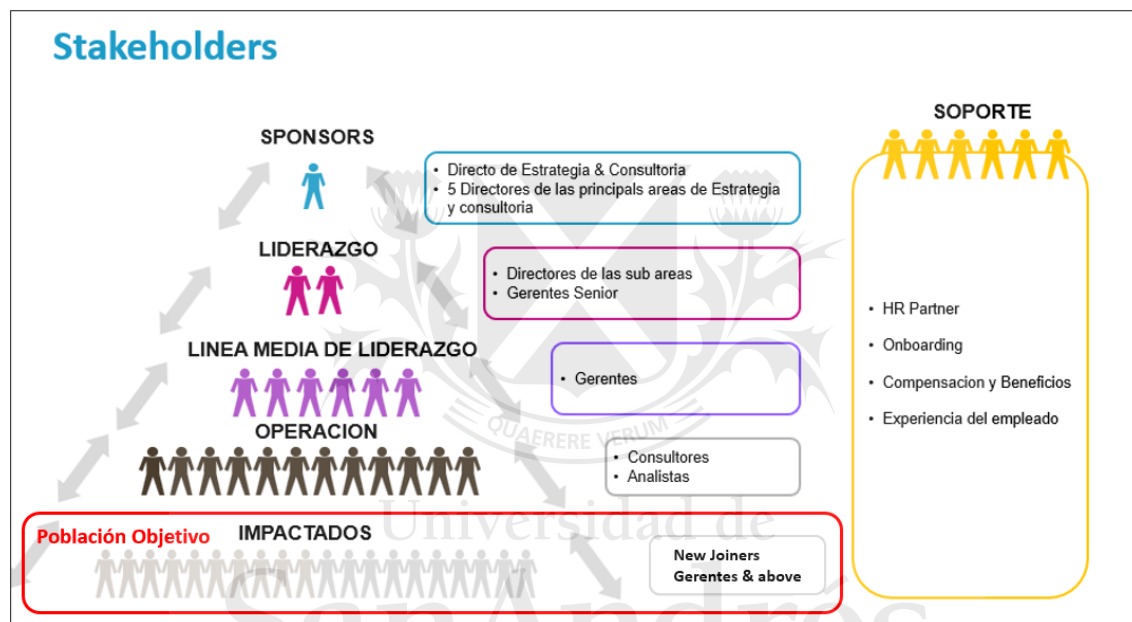 Stakeholders
SPONSORS
• Directo de Estrategia & Consultoria
• 5 Directores de las principals areas de Estrategia
y consultoria
LIDERAZGO
• Directores de las sub areas
• Gerentes Senior
LINEA MEDIA DE LIDERAZGO
• Gerentes
OPERACION
• Consultores
• Analistas
Población Objetivo
IMPACTADOS
New Joiners
Gerentes & above
SOPORTE
• HR Partner
• Onboarding
• Compensacion y Beneficios
• Experiencia del empleado
QUAERERE VERUM
Universidad de
SanAndrés